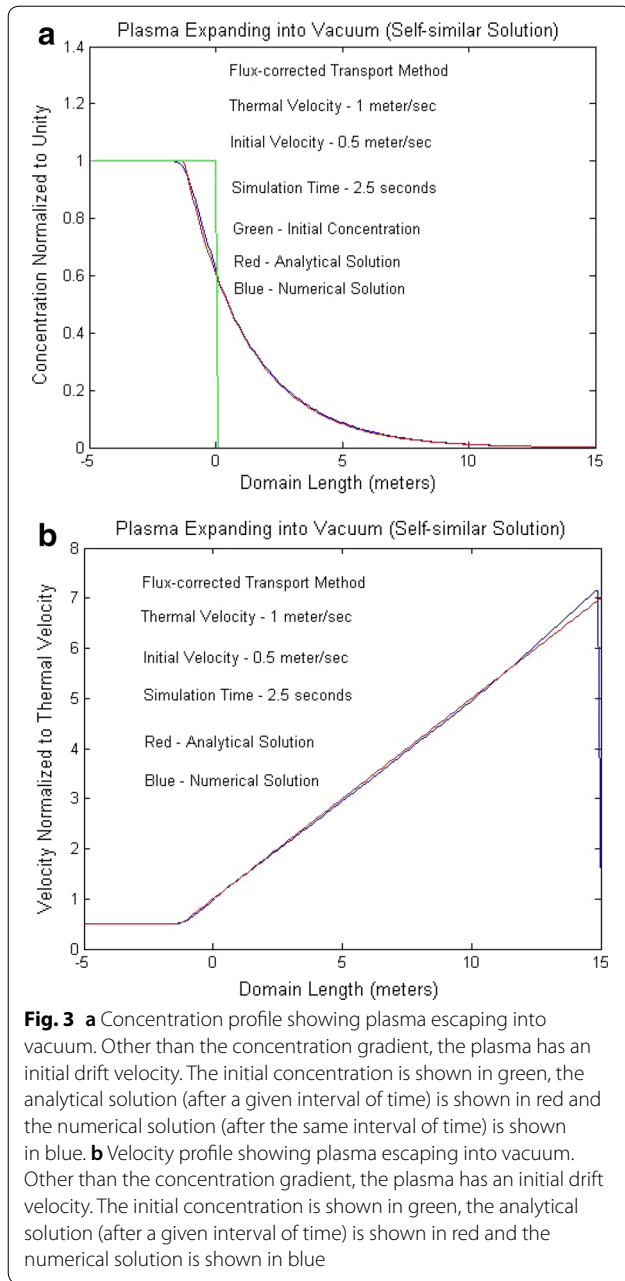 a
Plasma Expanding into Vacuum (Self-similar Solution)
1.4
1.2
1
0.8
0.6
0.4
0.2
0
Concentration Normalized to Unity
Flux-corrected Transport Method
Thermal Velocity - 1 meter/sec
Initial Velocity - 0.5 meter/sec
Simulation Time - 2.5 seconds
Green - Initial Concentration
Red - Analytical Solution
Blue - Numerical Solution
-5 0 5 10 15
Domain Length (meters)
b
Plasma Expanding into Vacuum (Self-similar Solution)
8
7
6
5
4
3
2
1
0
Velocity Normalized to Thermal Velocity
Flux-corrected Transport Method
Thermal Velocity - 1 meter/sec
Initial Velocity - 0.5 meter/sec
Simulation Time - 2.5 seconds
Red - Analytical Solution
Blue - Numerical Solution
-5 0 5 10 15
Domain Length (meters)
Fig. 3 a Concentration profile showing plasma escaping into
vacuum. Other than the concentration gradient, the plasma has an
initial drift velocity. The initial concentration is shown in green, the
analytical solution (after a given interval of time) is shown in red and
the numerical solution (after the same interval of time) is shown
in blue. b Velocity profile showing plasma escaping into vacuum.
Other than the concentration gradient, the plasma has an initial drift
velocity. The initial concentration is shown in green, the analytical
solution (after a given interval of time) is shown in red and the
numerical solution is shown in blue